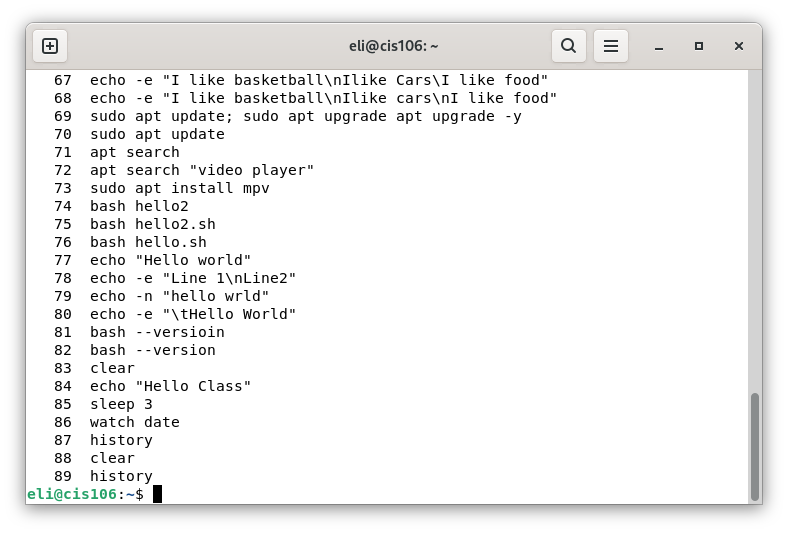 eli@cis106: ~
67  echo -e "I like basketball\nIlike Cars\I like food"
68  echo -e "I like basketball\nIlike cars\nI like food"
69  sudo apt update; sudo apt upgrade apt upgrade -y
70  sudo apt update
71  apt search
72  apt search "video player"
73  sudo apt install mpv
74  bash hello2
75  bash hello2.sh
76  bash hello.sh
77  echo "Hello world"
78  echo -e "Line 1\nLine2"
79  echo -n "hello wrld"
80  echo -e "\tHello World"
81  bash --versioin
82  bash --version
83  clear
84  echo "Hello Class"
85  sleep 3
86  watch date
87  history
88  clear
89  history
eli@cis106:~$